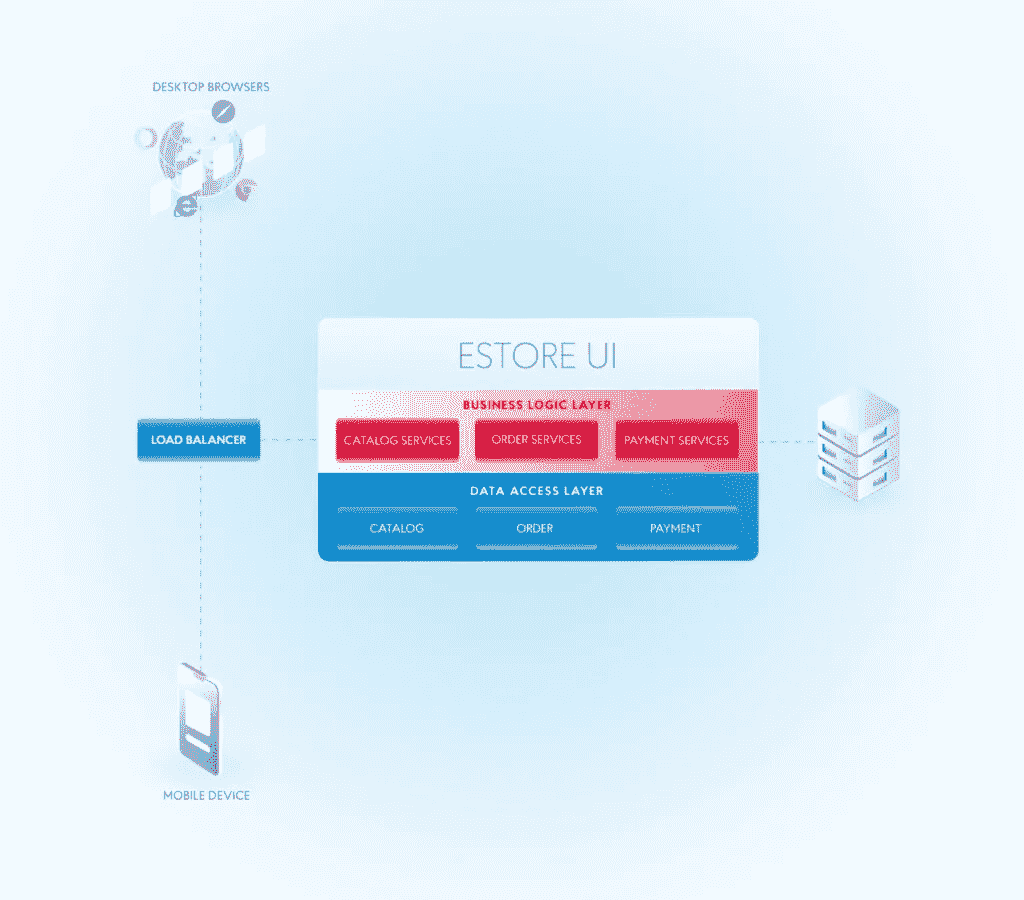 DESKTOP BROWSERS
ESTORE UI
BUSINESS LOGIC LAYER
LOAD BALANCER
CATALOG SERVICES
ORDER SERVICES
PAYMENT SERVICES
DATA ACCESS LAYER
CATALOG
ORDER
PAYMENT
MOBILE DEVICE